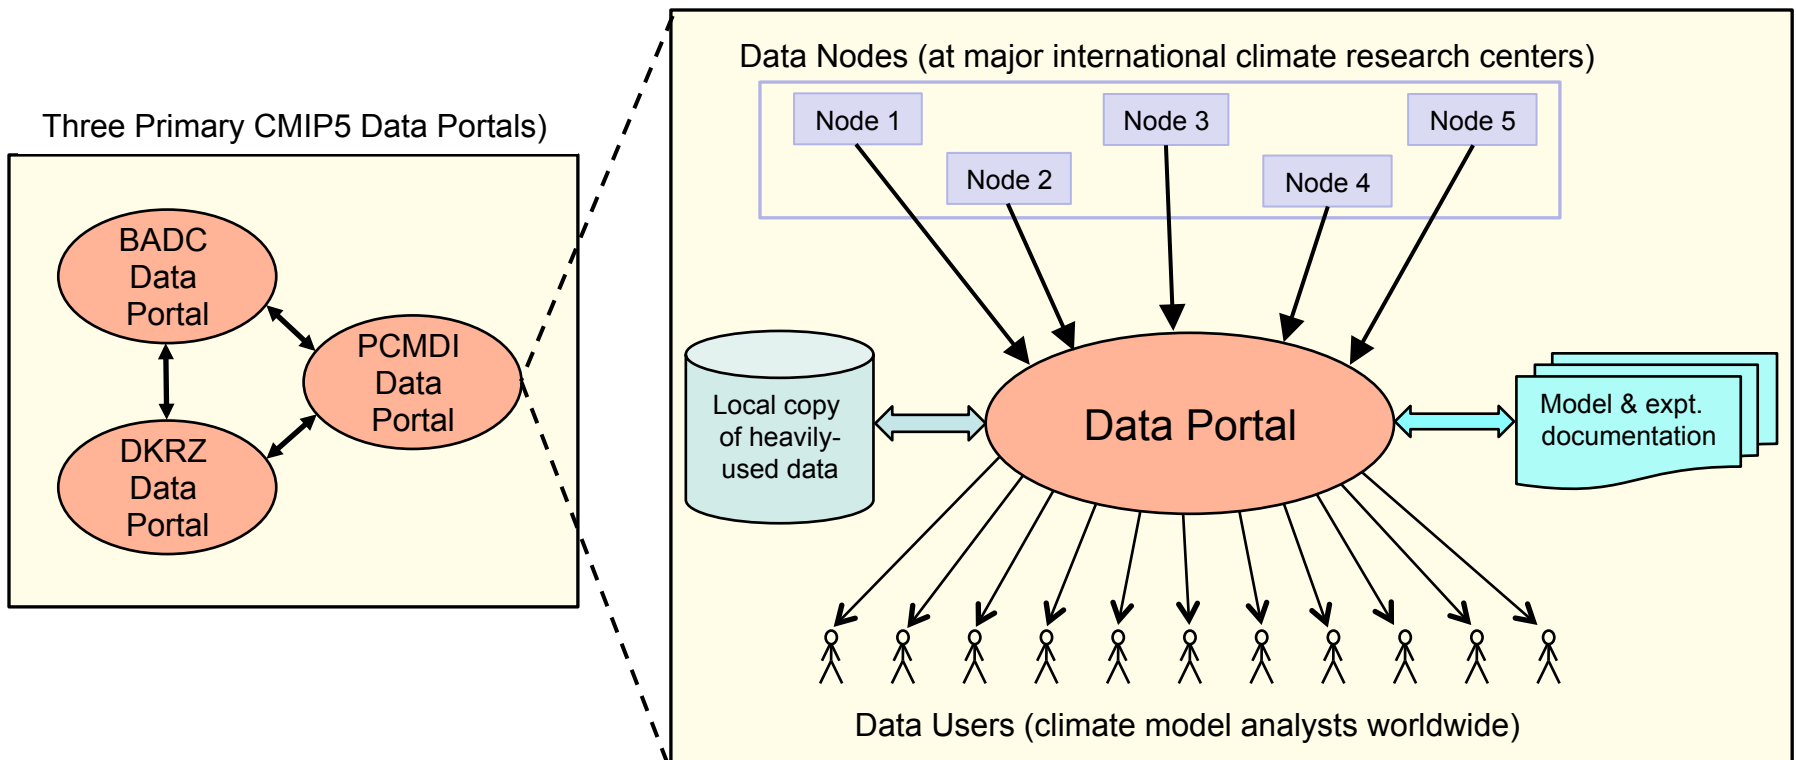 Three Primary CMIP5 Data Portals)
BADC
Data
Portal
PCMDI
Data
Portal
DKRZ
Data
Portal
Data Nodes (at major international climate research centers)
Node 1
Node 2
Node 3
Node 4
Node 5
Local copy
of heavily-
used data
Data Portal
Model & expt.
documentation
Data Users (climate model analysts worldwide)